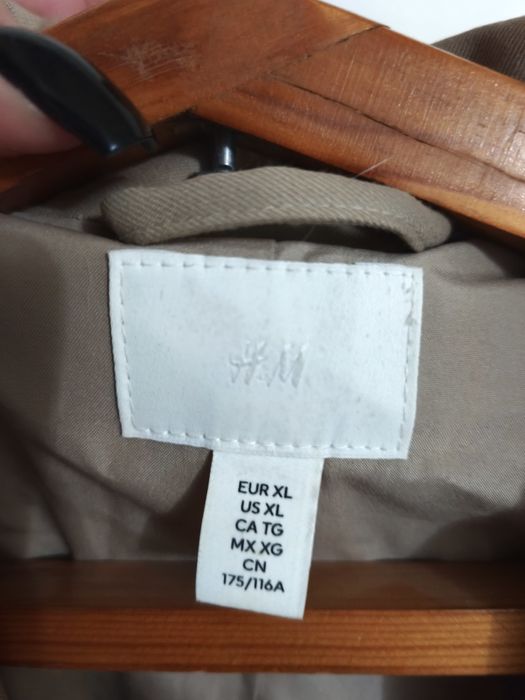 H&M
EUR XL
US XL
CA TG
MX XG
CN
175/116A